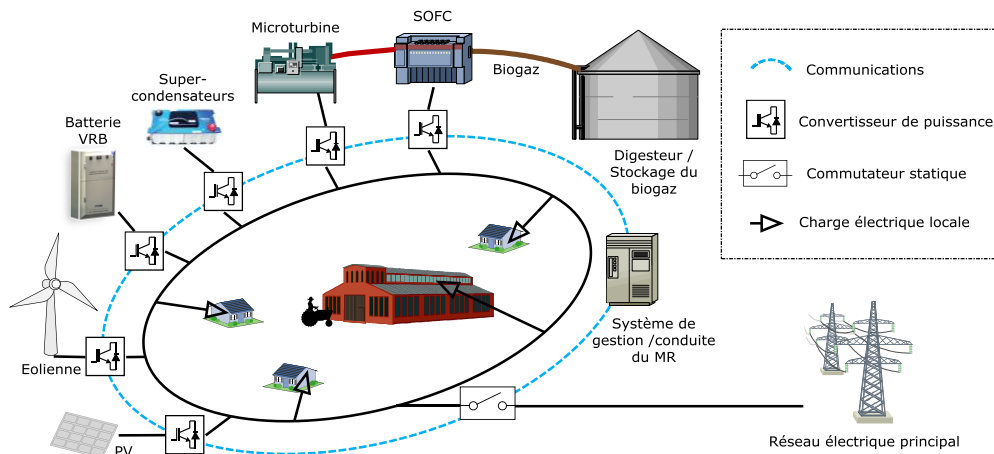 SOFC
Microturbine
Biogaz
Super-
condensateurs
Batterie
VRB
Digesteur /
Stockage du
biogaz
Eolienne
PV
Système de
gestion /conduite
du MR
Réseau électrique principal
Communications
Convertisseur de puissance
Commutateur statique
Charge électrique locale